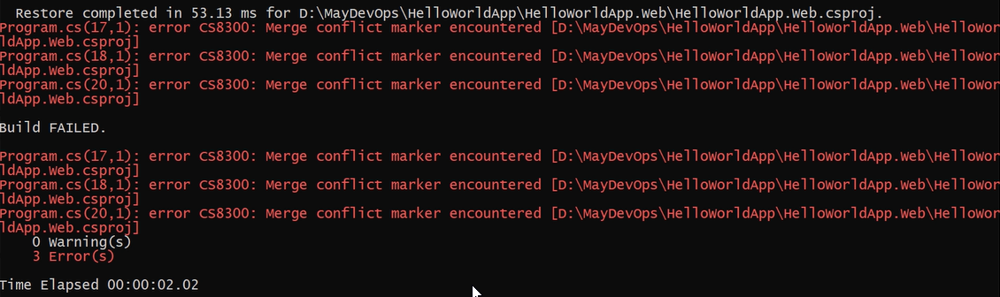 Restore completed in 53.13 ms for D:\MayDevOps\HelloWorldApp\HelloWorldApp.Web\HelloWorldApp.Web.csproj.
Program.cs(17,1): error CS8300: Merge conflict marker encountered [D:\MayDevOps\HelloWorldApp\HelloWorldApp.Web\HelloWor
ldApp.Web.csproj]
Program.cs(18,1): error CS8300: Merge conflict marker encountered [D:\MayDevOps\HelloWorldApp\HelloWorldApp.Web\HelloWor
ldApp.Web.csproj]
Program.cs(20,1): error CS8300: Merge conflict marker encountered [D:\MayDevOps\HelloWorldApp\HelloWorldApp.Web\HelloWor
ldApp.Web.csproj]
Build FAILED.
Program.cs(17,1): error CS8300: Merge conflict marker encountered [D:\MayDevOps\HelloWorldApp\HelloWorldApp.Web\HelloWor
ldApp.Web.csproj]
Program.cs(18,1): error CS8300: Merge conflict marker encountered [D:\MayDevOps\HelloWorldApp\HelloWorldApp.Web\HelloWor
ldApp.Web.csproj]
Program.cs(20,1): error CS8300: Merge conflict marker encountered [D:\MayDevOps\HelloWorldApp\HelloWorldApp.Web\HelloWor
ldApp.Web.csproj]
0 Warning(s)
3 Error(s)
Time Elapsed 00:00:02.02